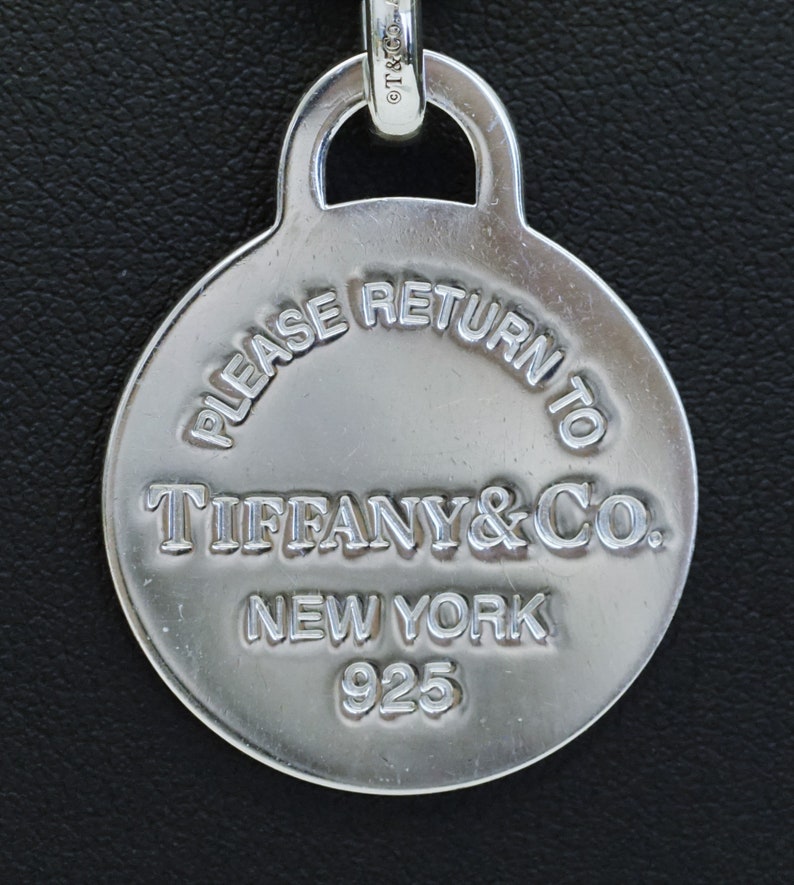 ©T&Co.
PLEASE RETURN TO
TIFFANY&CO.
NEW YORK
925